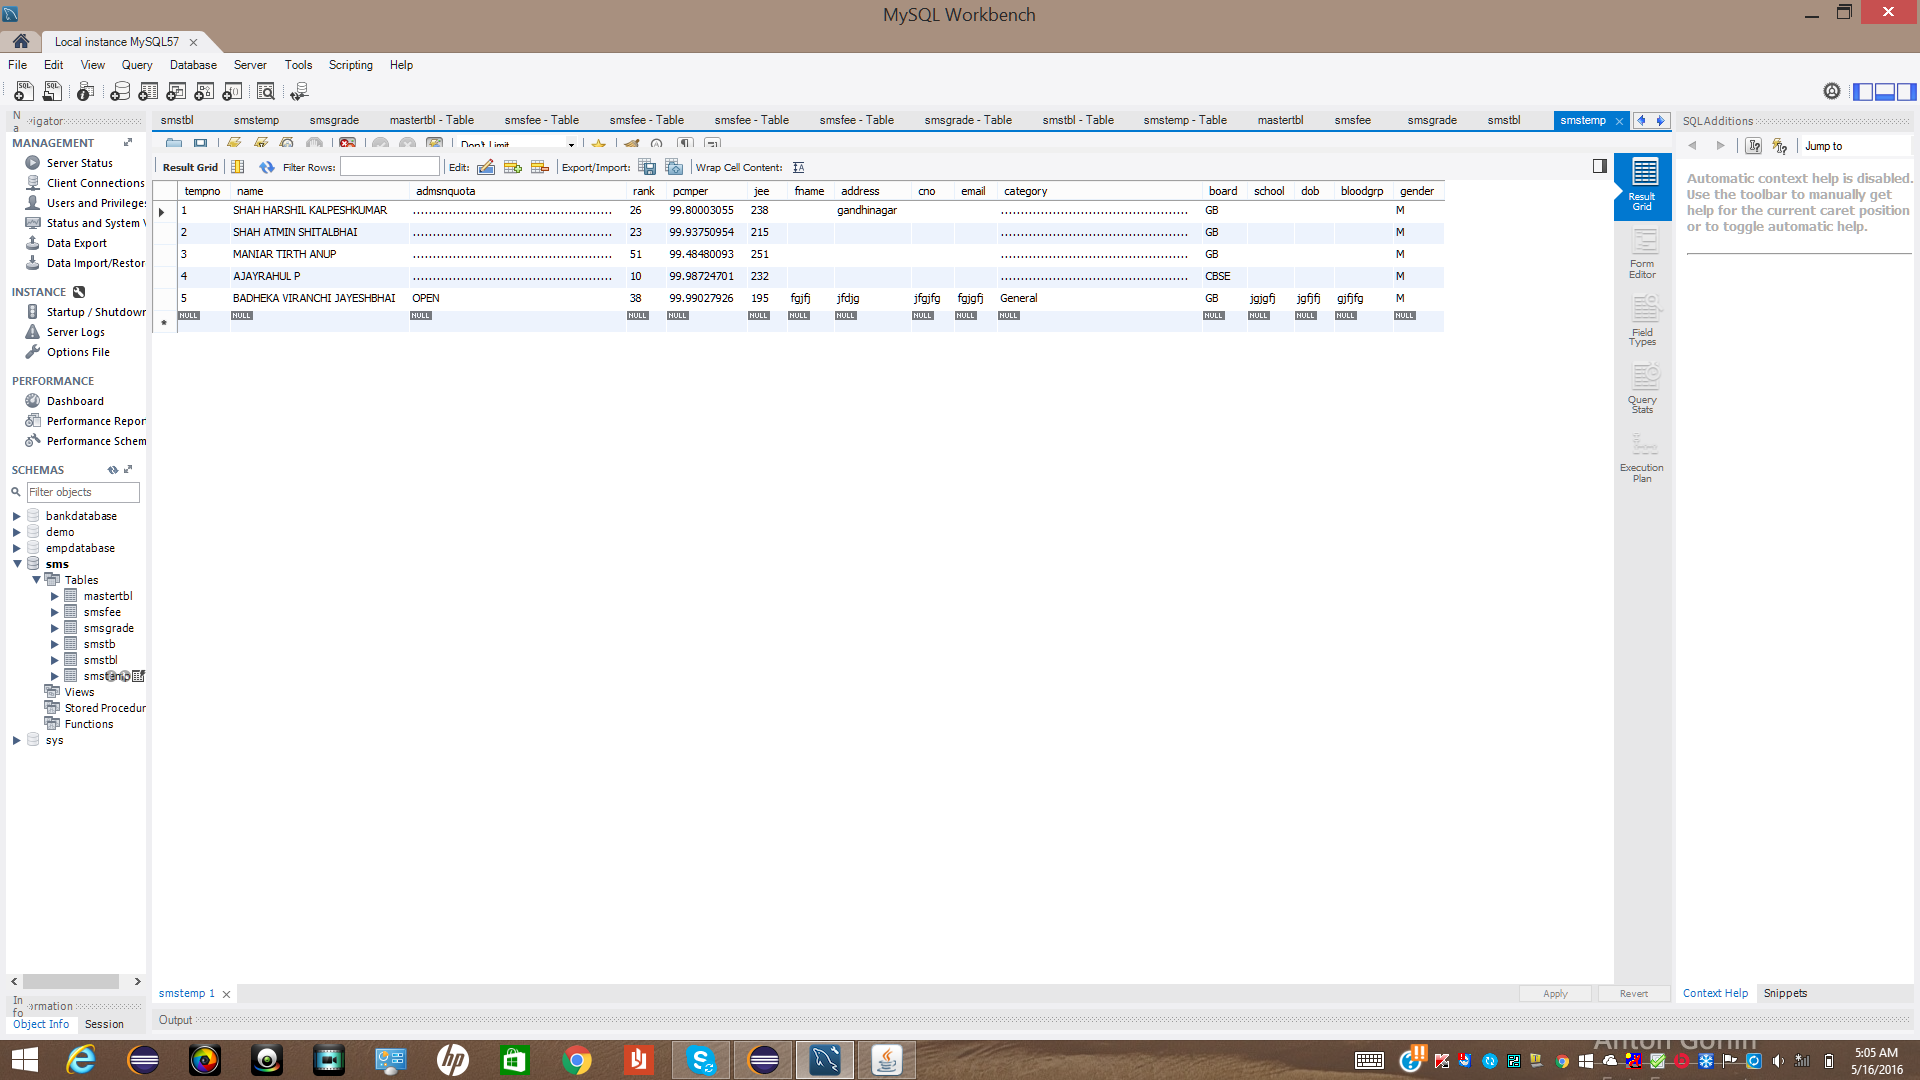 MySQL Workbench
Local instance MySQL57
File Edit View Query Database Server Tools Scripting Help
Navigator
smstbl smstemp smsgrade mastertbl - Table smsfee - Table smsfee - Table smsfee - Table smsfee - Table smsgrade - Table smstbl - Table smstemp - Table mastertbl smsfee smsgrade smstbl smstemp
SQLAdditions
MANAGEMENT
Server Status
Client Connections
Users and Privileges
Status and System V
Data Export
Data Import/Restor
INSTANCE
Startup / Shutdown
Server Logs
Options File
PERFORMANCE
Dashboard
Performance Repor
Performance Schem
SCHEMAS
Filter objects
bankdatabase
demo
empdatabase
sms
Tables
mastertbl
smsfee
smsgrade
smstb
smstbl
smstemp
Views
Stored Procedur
Functions
sys
Information
Object Info Session
Don't Limit
Result Grid Filter Rows: Edit: Export/Import: Wrap Cell Content: IA
tempno name admsnquota rank pcmper jee fname address cno email category board school dob bloodgrp gender
1 SHAH HARSHIL KALPESHKUMAR ........................................ 26 99.80003055 238 gandhinagar ........................................ GB M
2 SHAH ATMIN SHITALBHAI ........................................ 23 99.93750954 215 ........................................ GB M
3 MANIAR TIRTH ANUP ........................................ 51 99.48480093 251 ........................................ GB M
4 AJAYRAHUL P ........................................ 10 99.98724701 232 ........................................ CBSE M
5 BADHEKA VIRANCHI JAYESHBHAI OPEN 38 99.99027926 195 fgjfj jfdjg jfgjfg fgjgfj General GB jgjgfj jgfjfj gjfjfg M
NULL NULL NULL NULL NULL NULL NULL NULL NULL NULL NULL NULL NULL NULL NULL NULL
Result Grid
Form Editor
Field Types
Query Stats
Execution Plan
Jump to
Automatic context help is disabled.
Use the toolbar to manually get
help for the current caret position
or to toggle automatic help.
smstemp 1
Apply Revert
Context Help Snippets
Output
Anton Gorlin
5:05 AM
5/16/2016